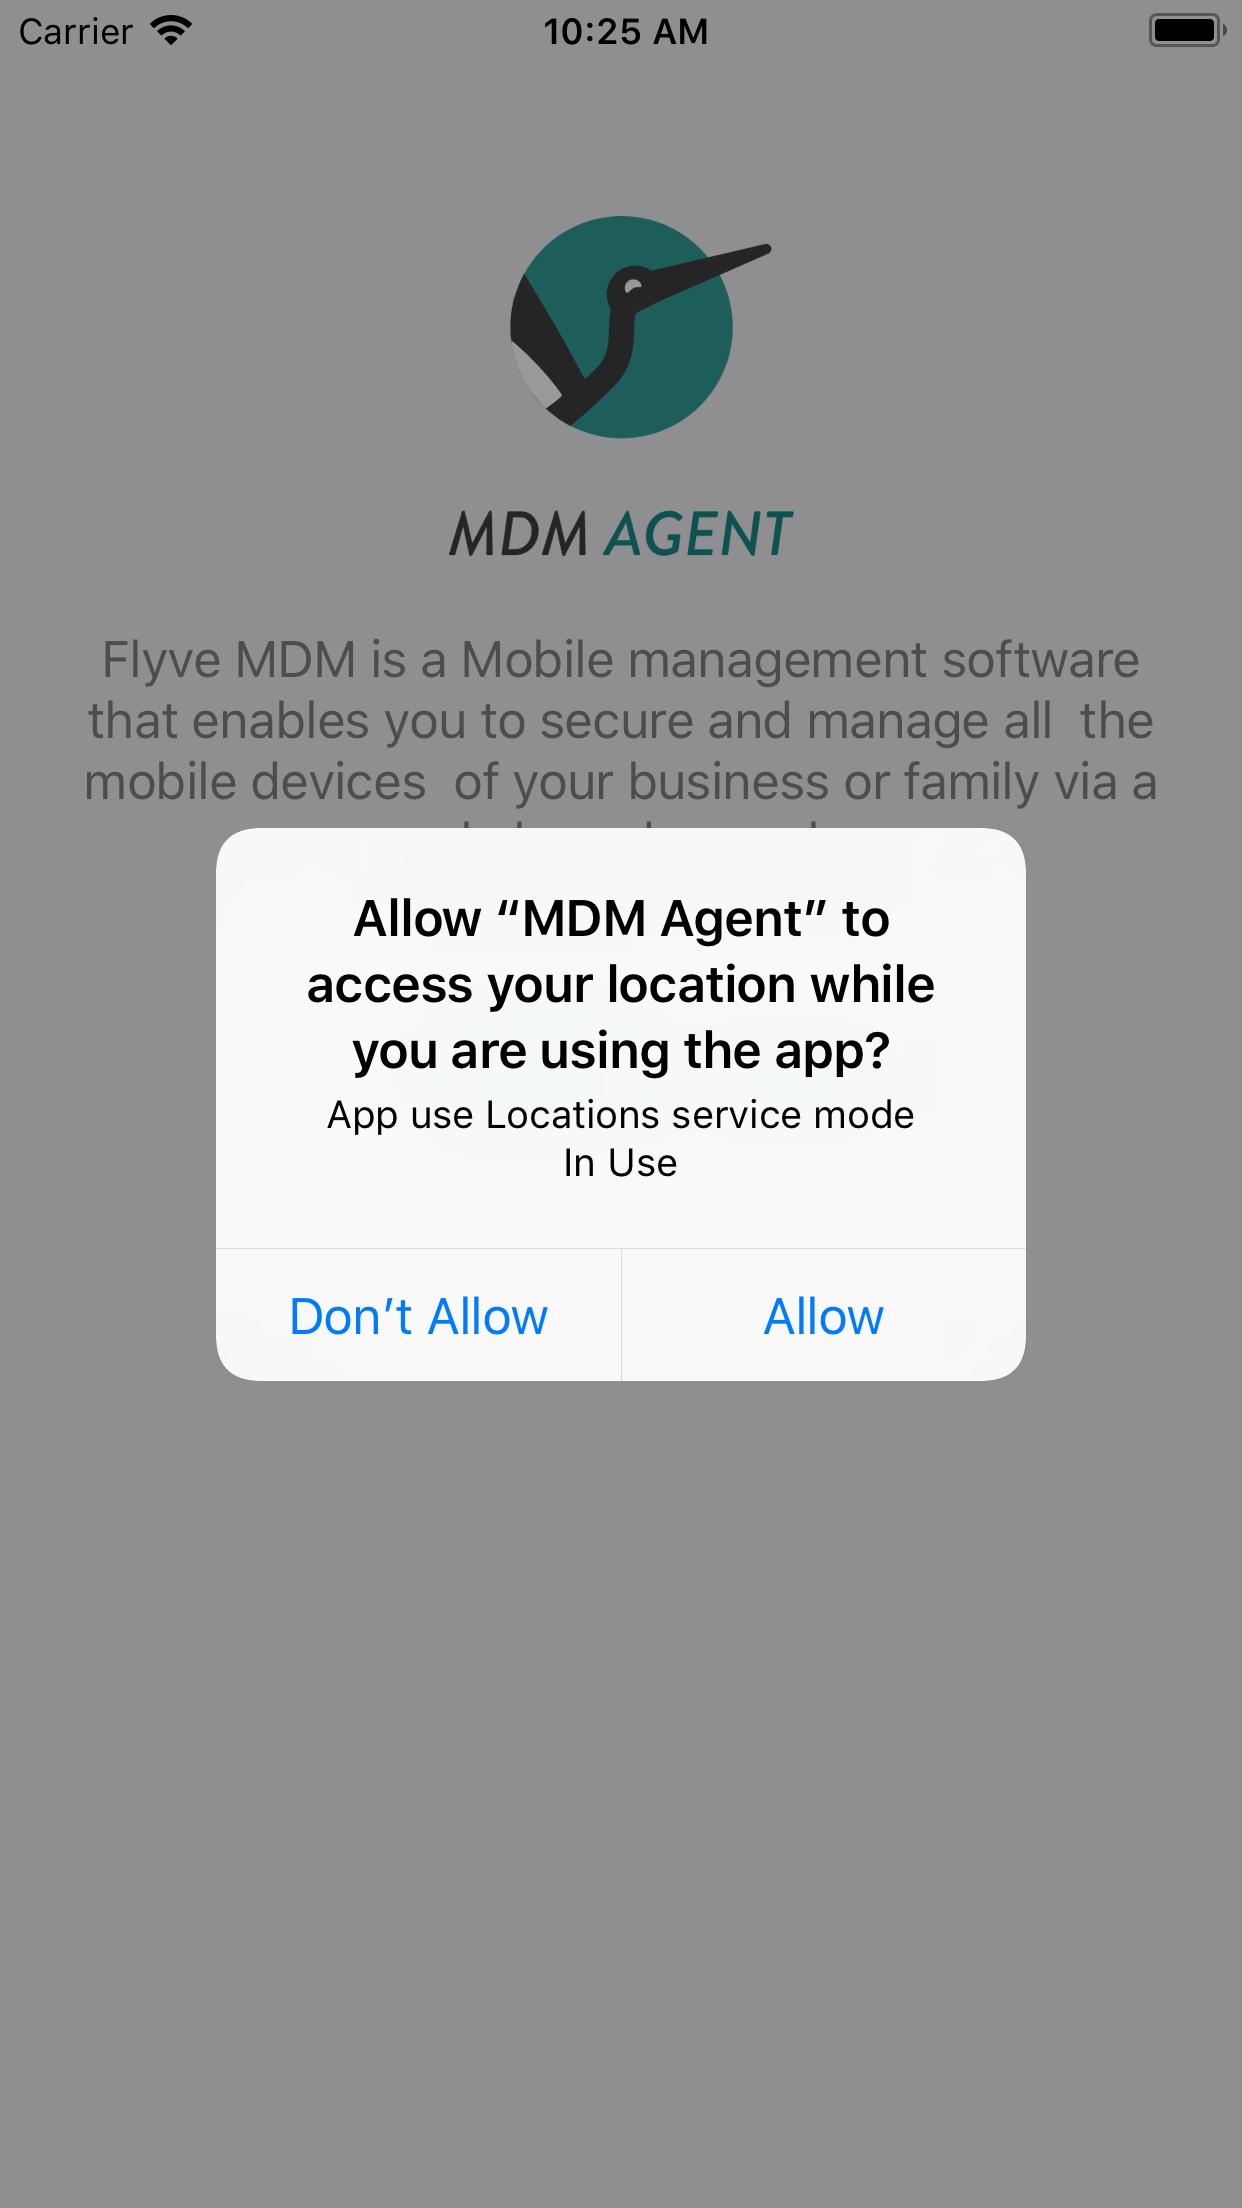 Carrier 10:25 AM
MDM AGENT
Flyve MDM is a Mobile management software
that enables you to secure and manage all  the
mobile devices  of your business or family via a
Allow “MDM Agent” to
access your location while
you are using the app?
App use Locations service mode
In Use
Don’t Allow Allow